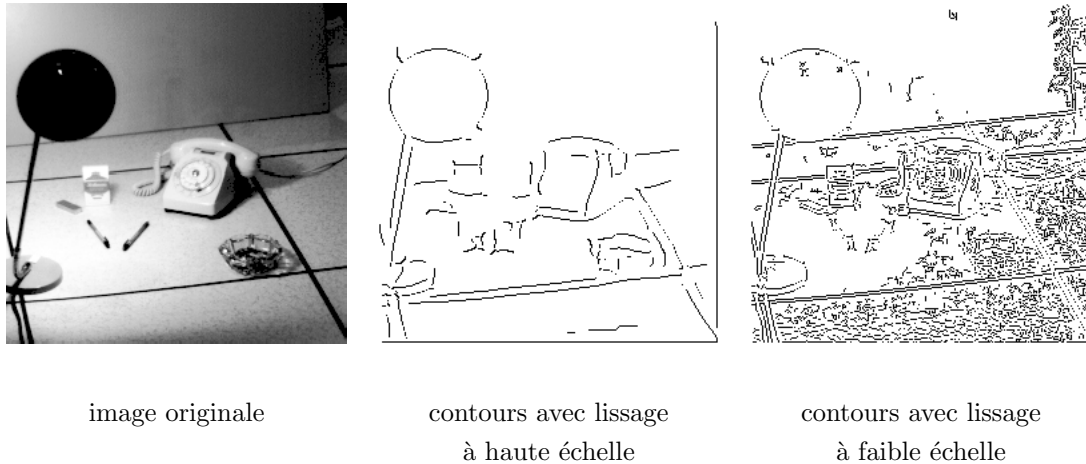 image originale
contours avec lissage
à haute échelle
contours avec lissage
à faible échelle